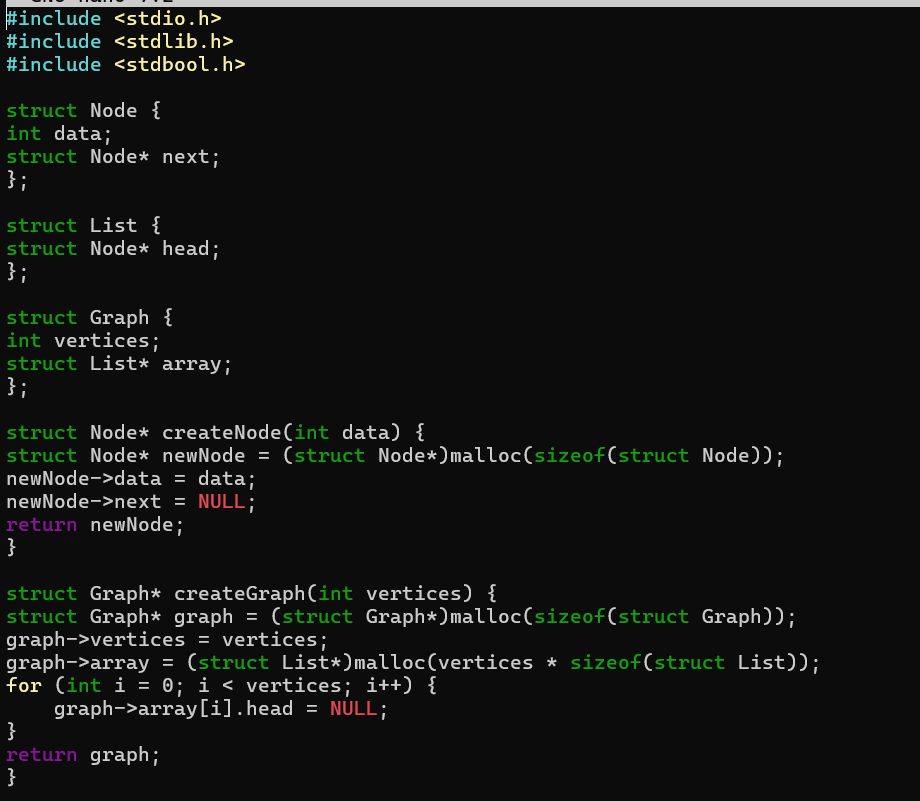 #include <stdio.h>
#include <stdlib.h>
#include <stdbool.h>

struct Node {
int data;
struct Node* next;
};

struct List {
struct Node* head;
};

struct Graph {
int vertices;
struct List* array;
};

struct Node* createNode(int data) {
struct Node* newNode = (struct Node*)malloc(sizeof(struct Node));
newNode->data = data;
newNode->next = NULL;
return newNode;
}

struct Graph* createGraph(int vertices) {
struct Graph* graph = (struct Graph*)malloc(sizeof(struct Graph));
graph->vertices = vertices;
graph->array = (struct List*)malloc(vertices * sizeof(struct List));
for (int i = 0; i < vertices; i++) {
    graph->array[i].head = NULL;
}
return graph;
}